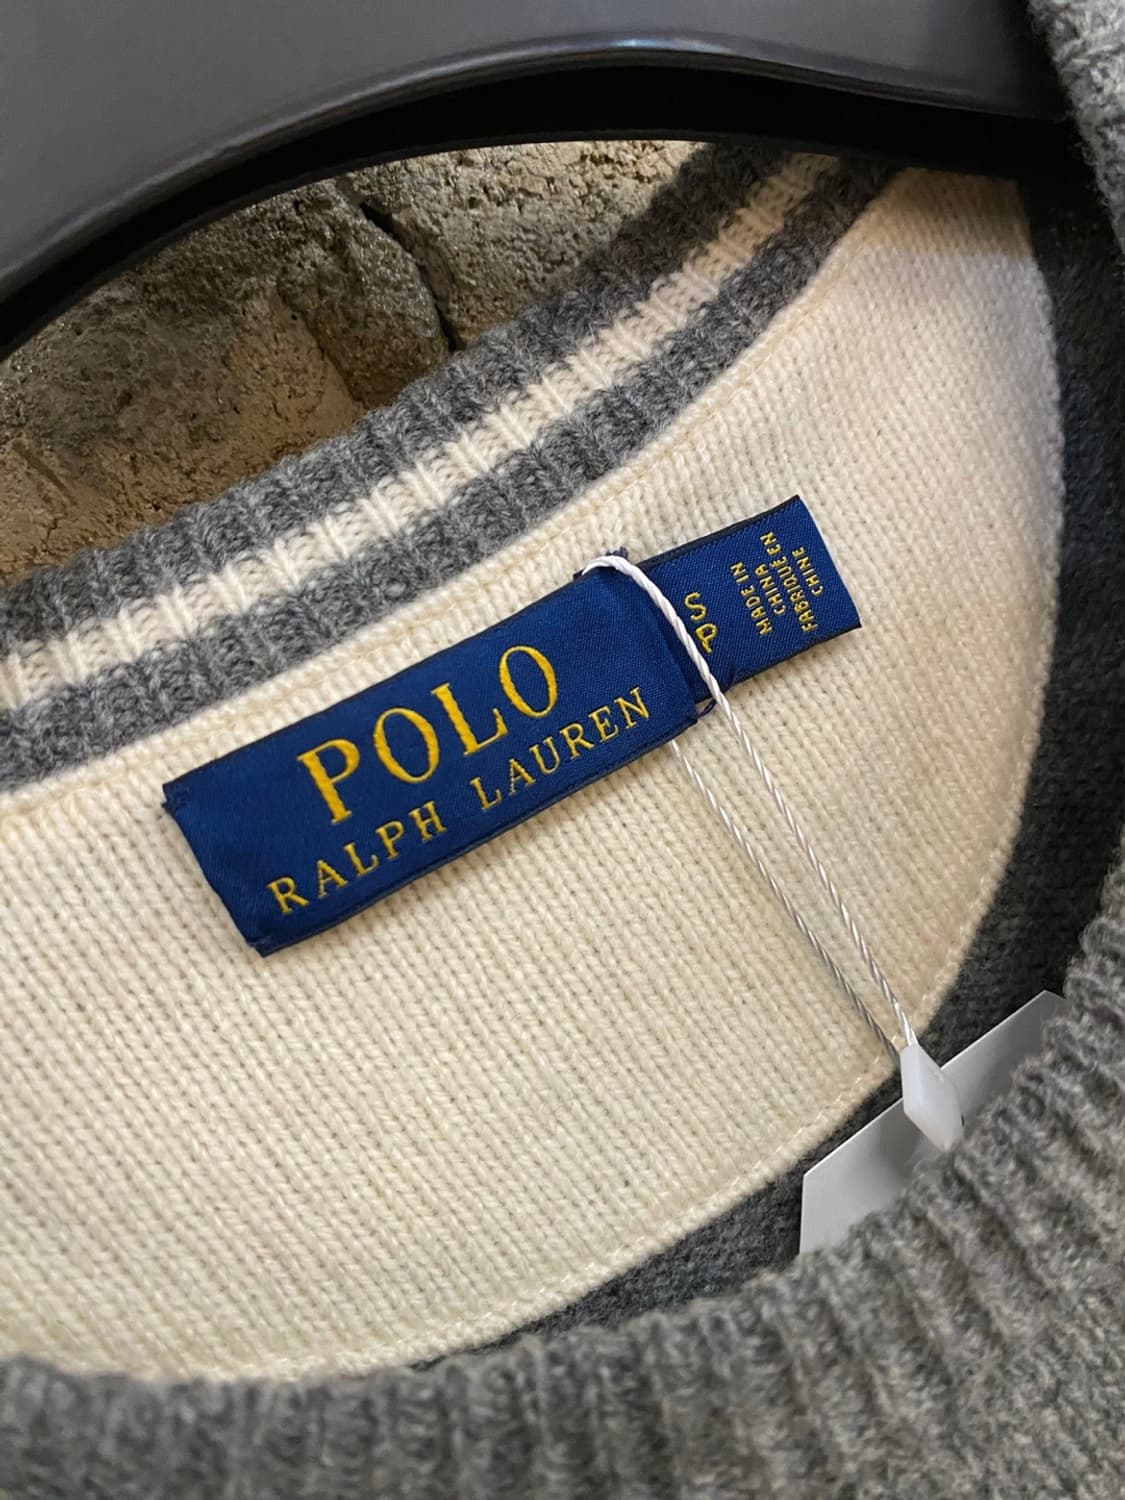 POLO
RALPH LAUREN
S
P
MADE IN
CHINA
FABRIQUÉ EN
CHINE